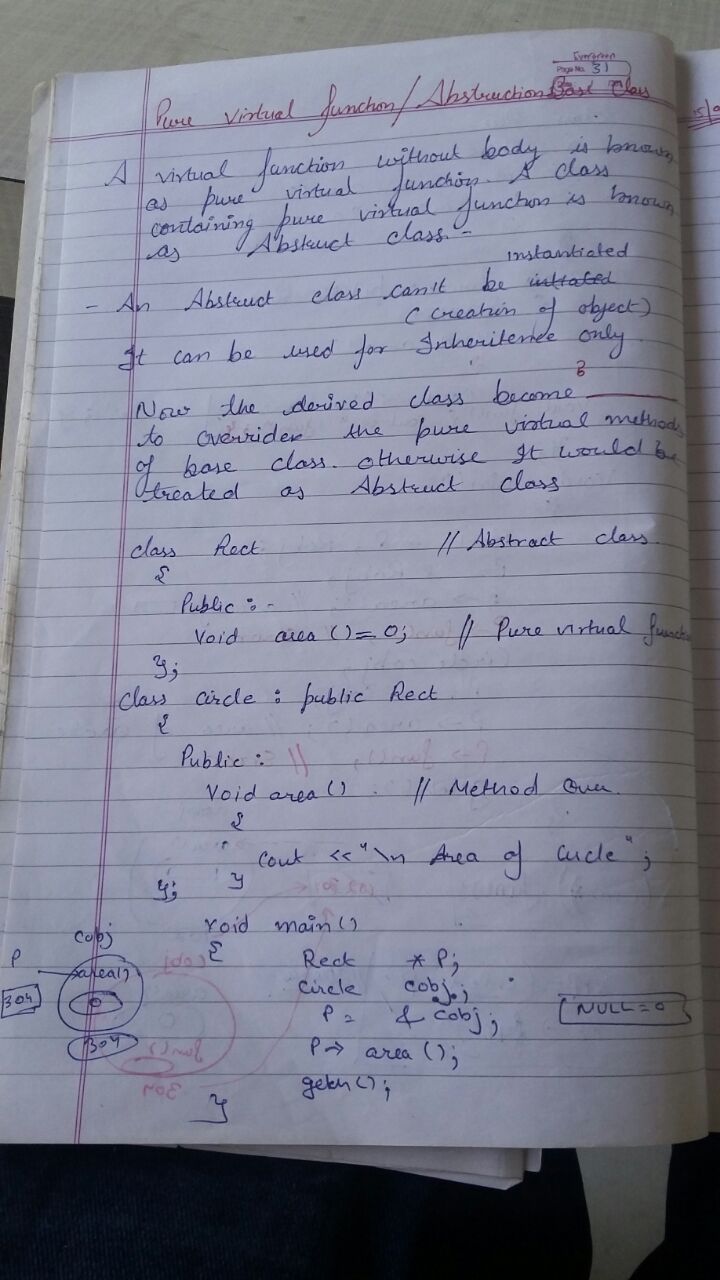 Evergreen
Page No. 31
Pure virtual function/Abstruction Base Class
A virtual function without body is known
as pure virtual function. A class
containing pure virtual function is known
as Abstruct class.-
instantiated
- An Abstruct class can't be intiated
(creation of object)
It can be used for Inheritence only.
Now the derived class become ?
to overrider the pure virtual methods
of base class. otherwise It would be
treated as Abstruct class
class Rect // Abstract class.
{
Public : -
Void area ()= 0; // Pure virtual function
};
class circle : public Rect
{
Public :
Void area () // Method Over.
{
cout <<"\n Area of circle";
}
};
void main()
{
Rect *P;
Circle cobj;
P = & cobj;
NULL = 0
P-> area ();
getch();
}
cobj
P
area()
304
0
304